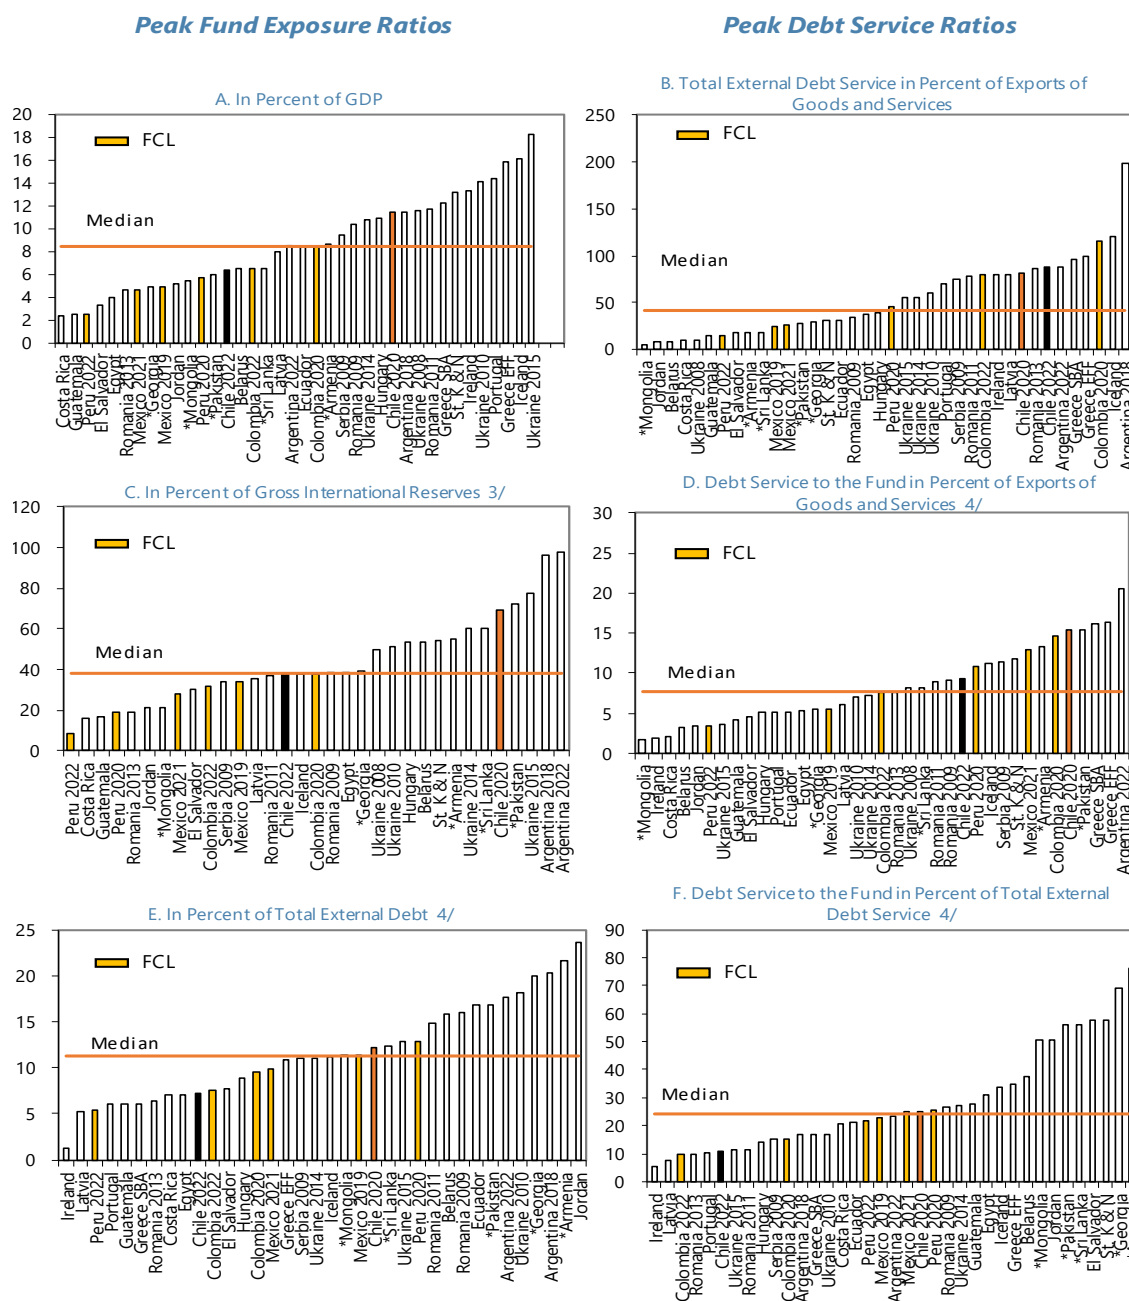 Peak Fund Exposure Ratios
Peak Debt Service Ratios
A. In Percent of GDP
20
18
16
14
12
10
8
6
4
2
0
FCL
Median
Costa Rica
Guatemala
Peru 2022
El Salvador
Egypt
Romania 2013
Mexico 2021
*Georgia
Mexico 2019
Jordan
*Mongolia
Peru 2020
*Pakistan
Chile 2022
Belarus
Colombia 2022
*Sri Lanka
Latvia
Argentina 2022
Ecuador
Colombia 2020
*Armenia
Serbia 2009
Romania 2009
Ukraine 2014
Hungary
Chile 2020
Argentina 2018
Ukraine 2008
Romania 2011
Greece SBA
St. K & N
Ireland
Ukraine 2010
Portugal
Greece EFF
Iceland
Ukraine 2015
B. Total External Debt Service in Percent of Exports of
Goods and Services
250
200
150
100
50
0
FCL
Median
*Mongolia
Jordan
Belarus
Costa Rica
Ukraine 2008
Guatemala
Peru 2022
El Salvador
*Armenia
*Sri Lanka
Mexico 2019
Mexico 2021
*Pakistan
*Georgia
St. K & N
Ecuador
Romania 2009
Egypt
Hungary
Peru 2020
Ukraine 2015
Ukraine 2014
Ukraine 2010
Portugal
Serbia 2009
Romania 2011
Colombia 2022
Ireland
Latvia
Chile 2020
Romania 2013
Chile 2022
Argentina 2022
Greece SBA
Greece EFF
Colombia 2020
Iceland
Argentina 2018
C. In Percent of Gross International Reserves 3/
120
100
80
60
40
20
0
FCL
Median
Peru 2022
Costa Rica
Guatemala
Peru 2020
Romania 2013
Jordan
*Mongolia
Mexico 2021
El Salvador
Colombia 2022
Serbia 2009
Mexico 2019
Latvia
Romania 2011
Chile 2022
Iceland
Colombia 2020
Romania 2009
Egypt
*Georgia
Ukraine 2008
Ukraine 2010
Hungary
Belarus
St. K & N
*Armenia
Ukraine 2014
*Sri Lanka
Chile 2020
*Pakistan
Ukraine 2015
Argentina 2018
Argentina 2022
D. Debt Service to the Fund in Percent of Exports of
Goods and Services 4/
30
25
20
15
10
5
0
FCL
Median
*Mongolia
Ireland
Costa Rica
Belarus
Jordan
Peru 2022
Ukraine 2015
Guatemala
El Salvador
Hungary
Portugal
Ecuador
Egypt
*Georgia
Mexico 2019
Latvia
Ukraine 2010
Ukraine 2014
Colombia 2022
Romania 2013
Ukraine 2008
*Sri Lanka
Romania 2011
Romania 2009
Chile 2022
Peru 2020
Iceland
Serbia 2009
St. K & N
Mexico 2021
*Armenia
Colombia 2020
Chile 2020
*Pakistan
Greece SBA
Greece EFF
Argentina 2022
E. In Percent of Total External Debt 4/
25
20
15
10
5
0
FCL
Median
Ireland
Latvia
Peru 2022
Portugal
Guatemala
Greece SBA
Romania 2013
Costa Rica
Egypt
Chile 2022
Colombia 2022
El Salvador
Hungary
Colombia 2020
Mexico 2021
Greece EFF
Serbia 2009
Ukraine 2014
Iceland
*Mongolia
Mexico 2019
Chile 2020
*Sri Lanka
Ukraine 2015
Peru 2020
Romania 2011
Belarus
Romania 2009
Ecuador
*Pakistan
Argentina 2022
Ukraine 2010
*Georgia
Argentina 2018
*Armenia
Jordan
F. Debt Service to the Fund in Percent of Total External
Debt Service 4/
90
80
70
60
50
40
30
20
10
0
FCL
Median
Ireland
Latvia
Colombia 2022
Romania 2013
Portugal
Chile 2022
Ukraine 2015
Romania 2011
Hungary
Serbia 2009
Colombia 2020
Argentina 2018
Greece SBA
Ukraine 2010
Costa Rica
Ecuador
Peru 2022
Mexico 2019
Argentina 2022
Mexico 2021
Chile 2020
Peru 2020
Romania 2009
Ukraine 2014
Guatemala
Egypt
Iceland
Greece EFF
Belarus
*Mongolia
Jordan
*Pakistan
*Sri Lanka
El Salvador
St. K & N
*Georgia